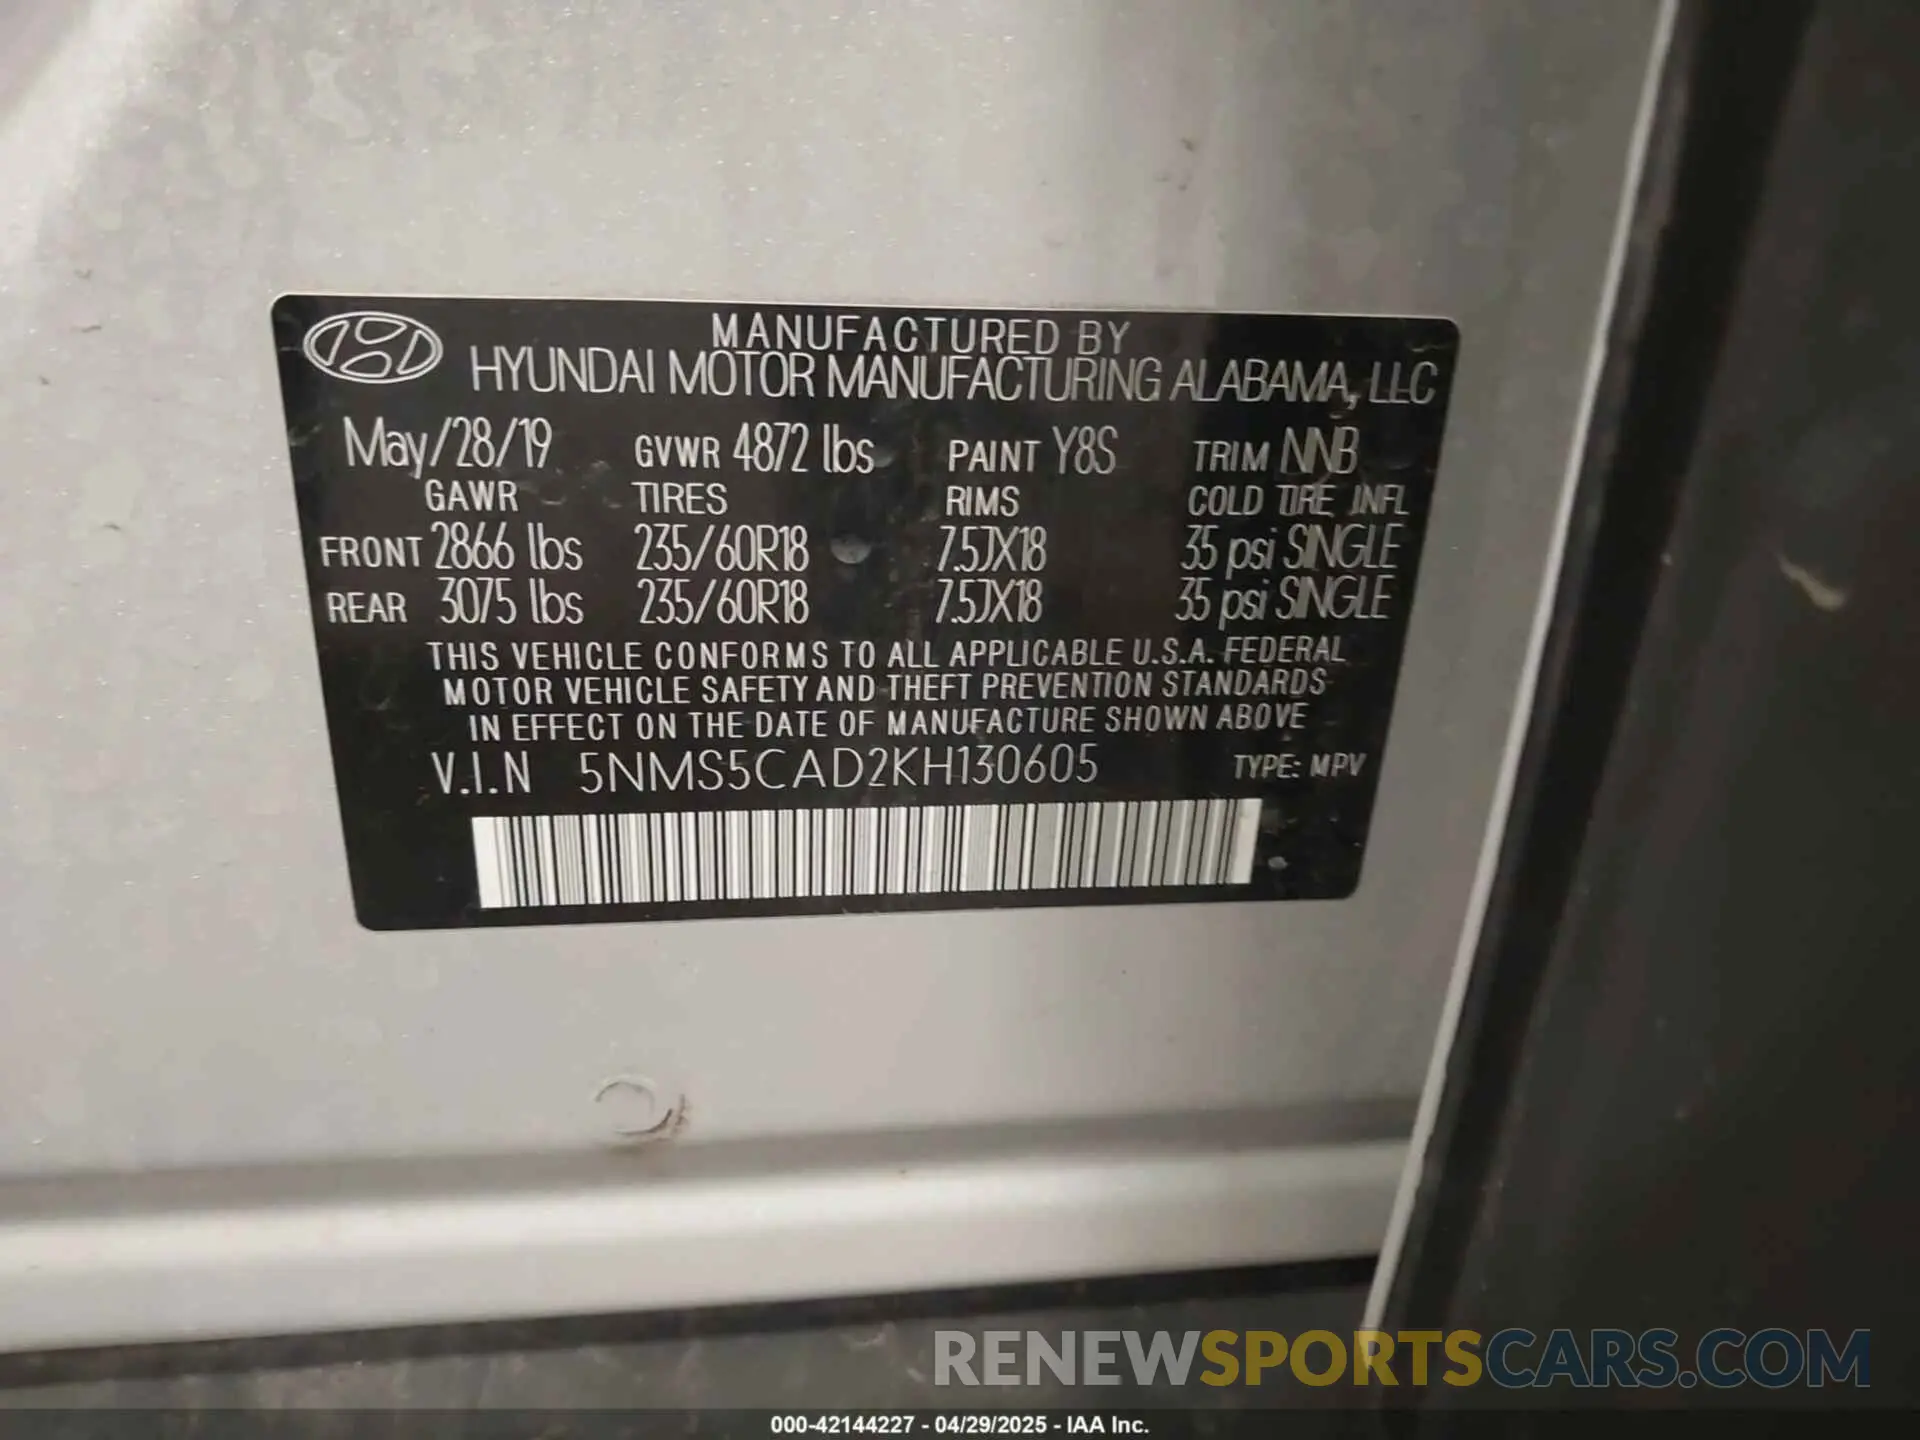 MANUFACTURED BY
HYUNDAI MOTOR MANUFACTURING ALABAMA, LLC
May/28/19 GVWR 4872 lbs PAINT Y8S TRIM NNB
GAWR TIRES RIMS COLD TIRE INFL
FRONT 2866 lbs 235/60R18 7.5JX18 35 psi SINGLE
REAR 3075 lbs 235/60R18 7.5JX18 35 psi SINGLE
THIS VEHICLE CONFORMS TO ALL APPLICABLE U.S.A. FEDERAL
MOTOR VEHICLE SAFETY AND THEFT PREVENTION STANDARDS
IN EFFECT ON THE DATE OF MANUFACTURE SHOWN ABOVE
V.I.N 5NMS5CAD2KH130605 TYPE: MPV
RENEWSPORTSCARS.COM
000-42144227 - 04/29/2025 - IAA Inc.